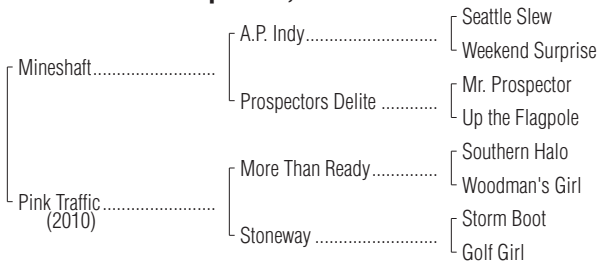 Mineshaft
A.P. Indy
Seattle Slew
Weekend Surprise
Prospectors Delite
Mr. Prospector
Up the Flagpole
Pink Traffic
(2010)
More Than Ready
Southern Halo
Woodman's Girl
Stoneway
Storm Boot
Golf Girl